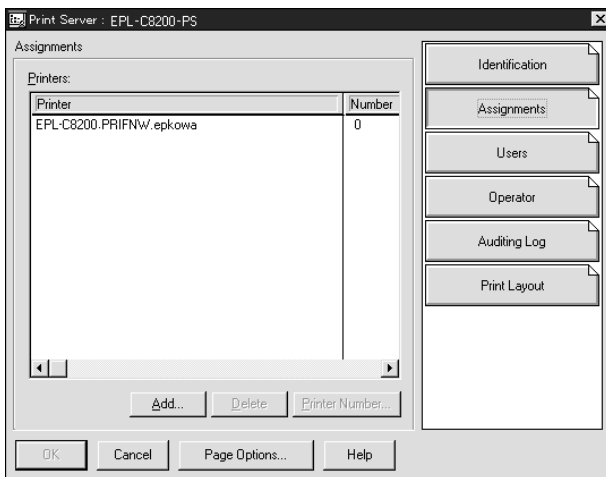 Print Server : EPL-C8200-PS
Assignments
Printers:
Printer Number
EPL-C8200.PRIFNW.epkowa 0
Add... Delete Printer Number...
OK Cancel Page Options... Help
Identification
Assignments
Users
Operator
Auditing Log
Print Layout